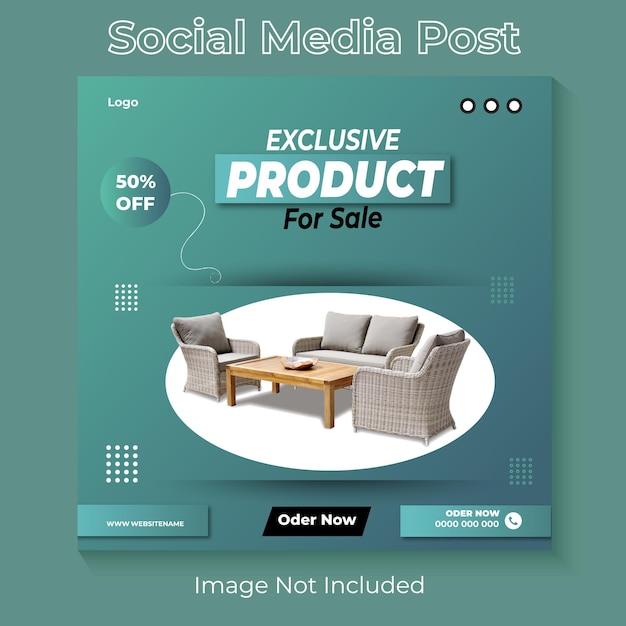 Social Media Post
Logo
EXCLUSIVE
PRODUCT
For Sale
50%
OFF
WWW.WEBSITENAME
Oder Now
ORDER NOW
0000 000 000
Image Not Included